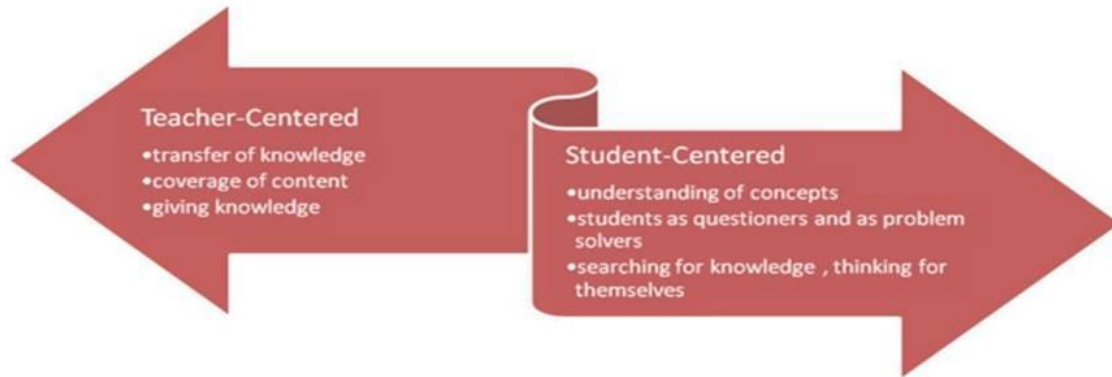 Teacher-Centered
•transfer of knowledge
•coverage of content
•giving knowledge
Student-Centered
•understanding of concepts
•students as questioners and as problem
solvers
•searching for knowledge , thinking for
themselves